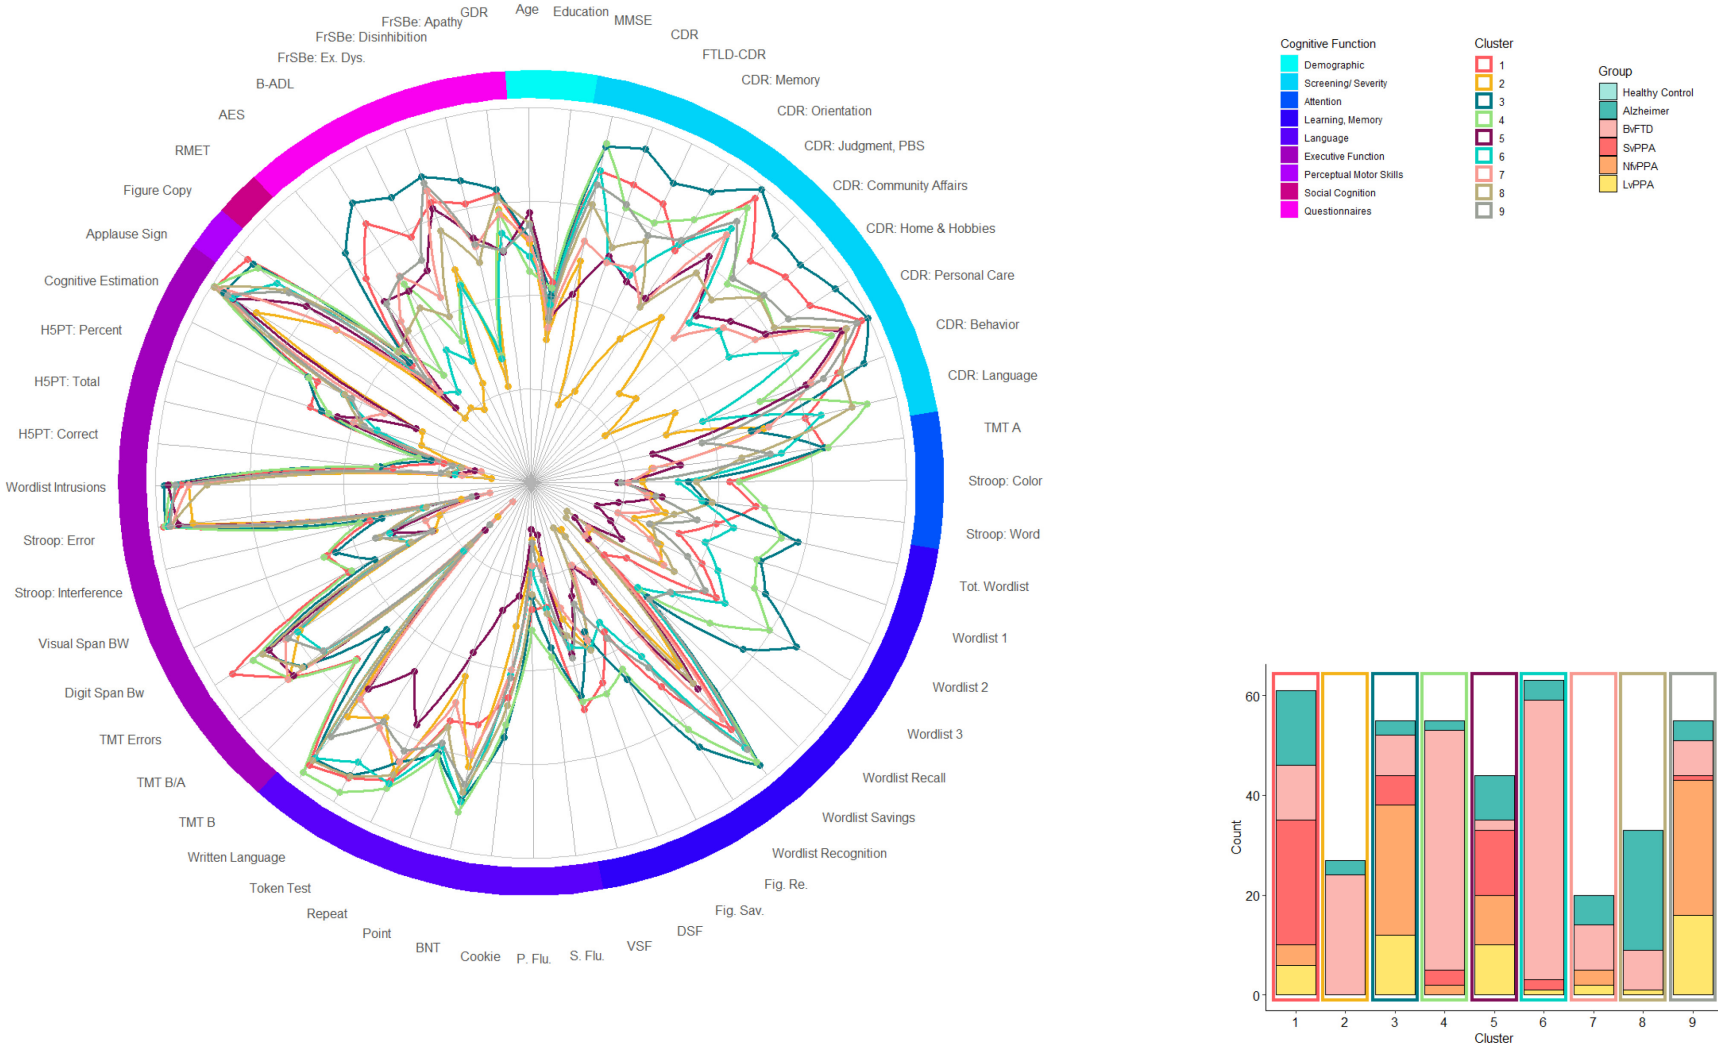 Age
Education
MMSE
CDR
FTLD-CDR
CDR: Memory
CDR: Orientation
CDR: Judgment, PBS
CDR: Community Affairs
CDR: Home & Hobbies
CDR: Personal Care
CDR: Behavior
CDR: Language
TMT A
Stroop: Color
Stroop: Word
Tot. Wordlist
Wordlist 1
Wordlist 2
Wordlist 3
Wordlist Recall
Wordlist Savings
Wordlist Recognition
Fig. Re.
Fig. Sav.
DSF
VSF
S. Flu.
P. Flu.
Cookie
BNT
Point
Repeat
Token Test
Written Language
TMT B
TMT B/A
TMT Errors
Digit Span Bw
Visual Span BW
Stroop: Interference
Stroop: Error
Wordlist Intrusions
H5PT: Correct
H5PT: Total
H5PT: Percent
Cognitive Estimation
Applause Sign
Figure Copy
RMET
AES
B-ADL
FrSBe: Ex. Dys.
FrSBe: Disinhibition
FrSBe: Apathy
GDR
Cognitive Function
Demographic
Screening/ Severity
Attention
Learning, Memory
Language
Executive Function
Perceptual Motor Skills
Social Cognition
Questionnaires
Cluster
1
2
3
4
5
6
7
8
9
Group
Healthy Control
Alzheimer
BvFTD
SvPPA
NfvPPA
LvPPA
Count
60
40
20
0
1 2 3 4 5 6 7 8 9
Cluster